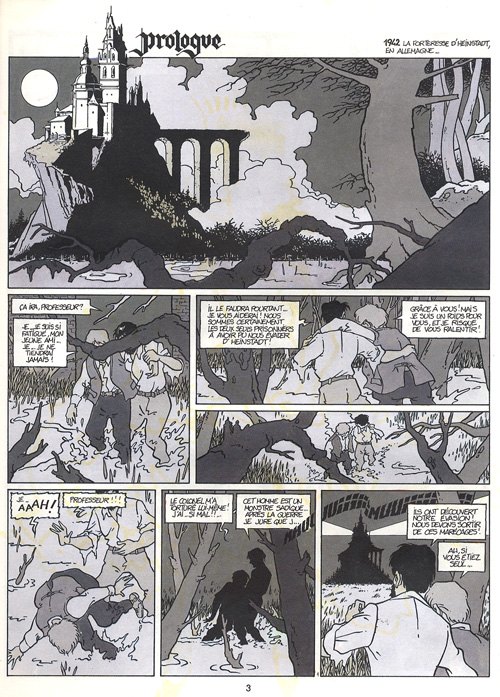 prologue
1942 LA FORTERESSE D'HEINSTADT,
EN ALLEMAGNE...
ÇA IRA, PROFESSEUR?
JE... JE SUIS SI
FATIGUÉ, MON
JEUNE AMI...
JE... JE NE
TIENDRAI
JAMAIS!
IL LE FAUDRA POURTANT...
JE VOUS AIDERAI! NOUS
SOMMES CERTAINEMENT
LES DEUX SEULS PRISONNIERS
À AVOIR PU NOUS ÉVADER
D'HEINSTADT!
GRÂCE À VOUS! MAIS
JE SUIS UN POIDS POUR
VOUS, ET JE RISQUE
DE VOUS RALENTIR!
JE...
AAAH!
PROFESSEUR!!!
LE COLONEL M'A
TORTURÉ LUI-MÊME!
J'AI... SI MAL!!...
CET HOMME EST UN
MONSTRE SADIQUE...
APRÈS LA GUERRE
JE JURE QUE J...
ILS ONT DÉCOUVERT
NOTRE ÉVASION!
NOUS DEVONS SORTIR
DE CES MARÉCAGES!
AH, SI
VOUS
ÉTIEZ
SEUL...
3